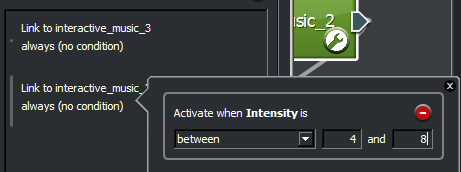 Link to interactive_music_3
always (no condition)
Link to interactive_music_
always (no condition)
usic_2
Activate when Intensity is
between 4 and 8